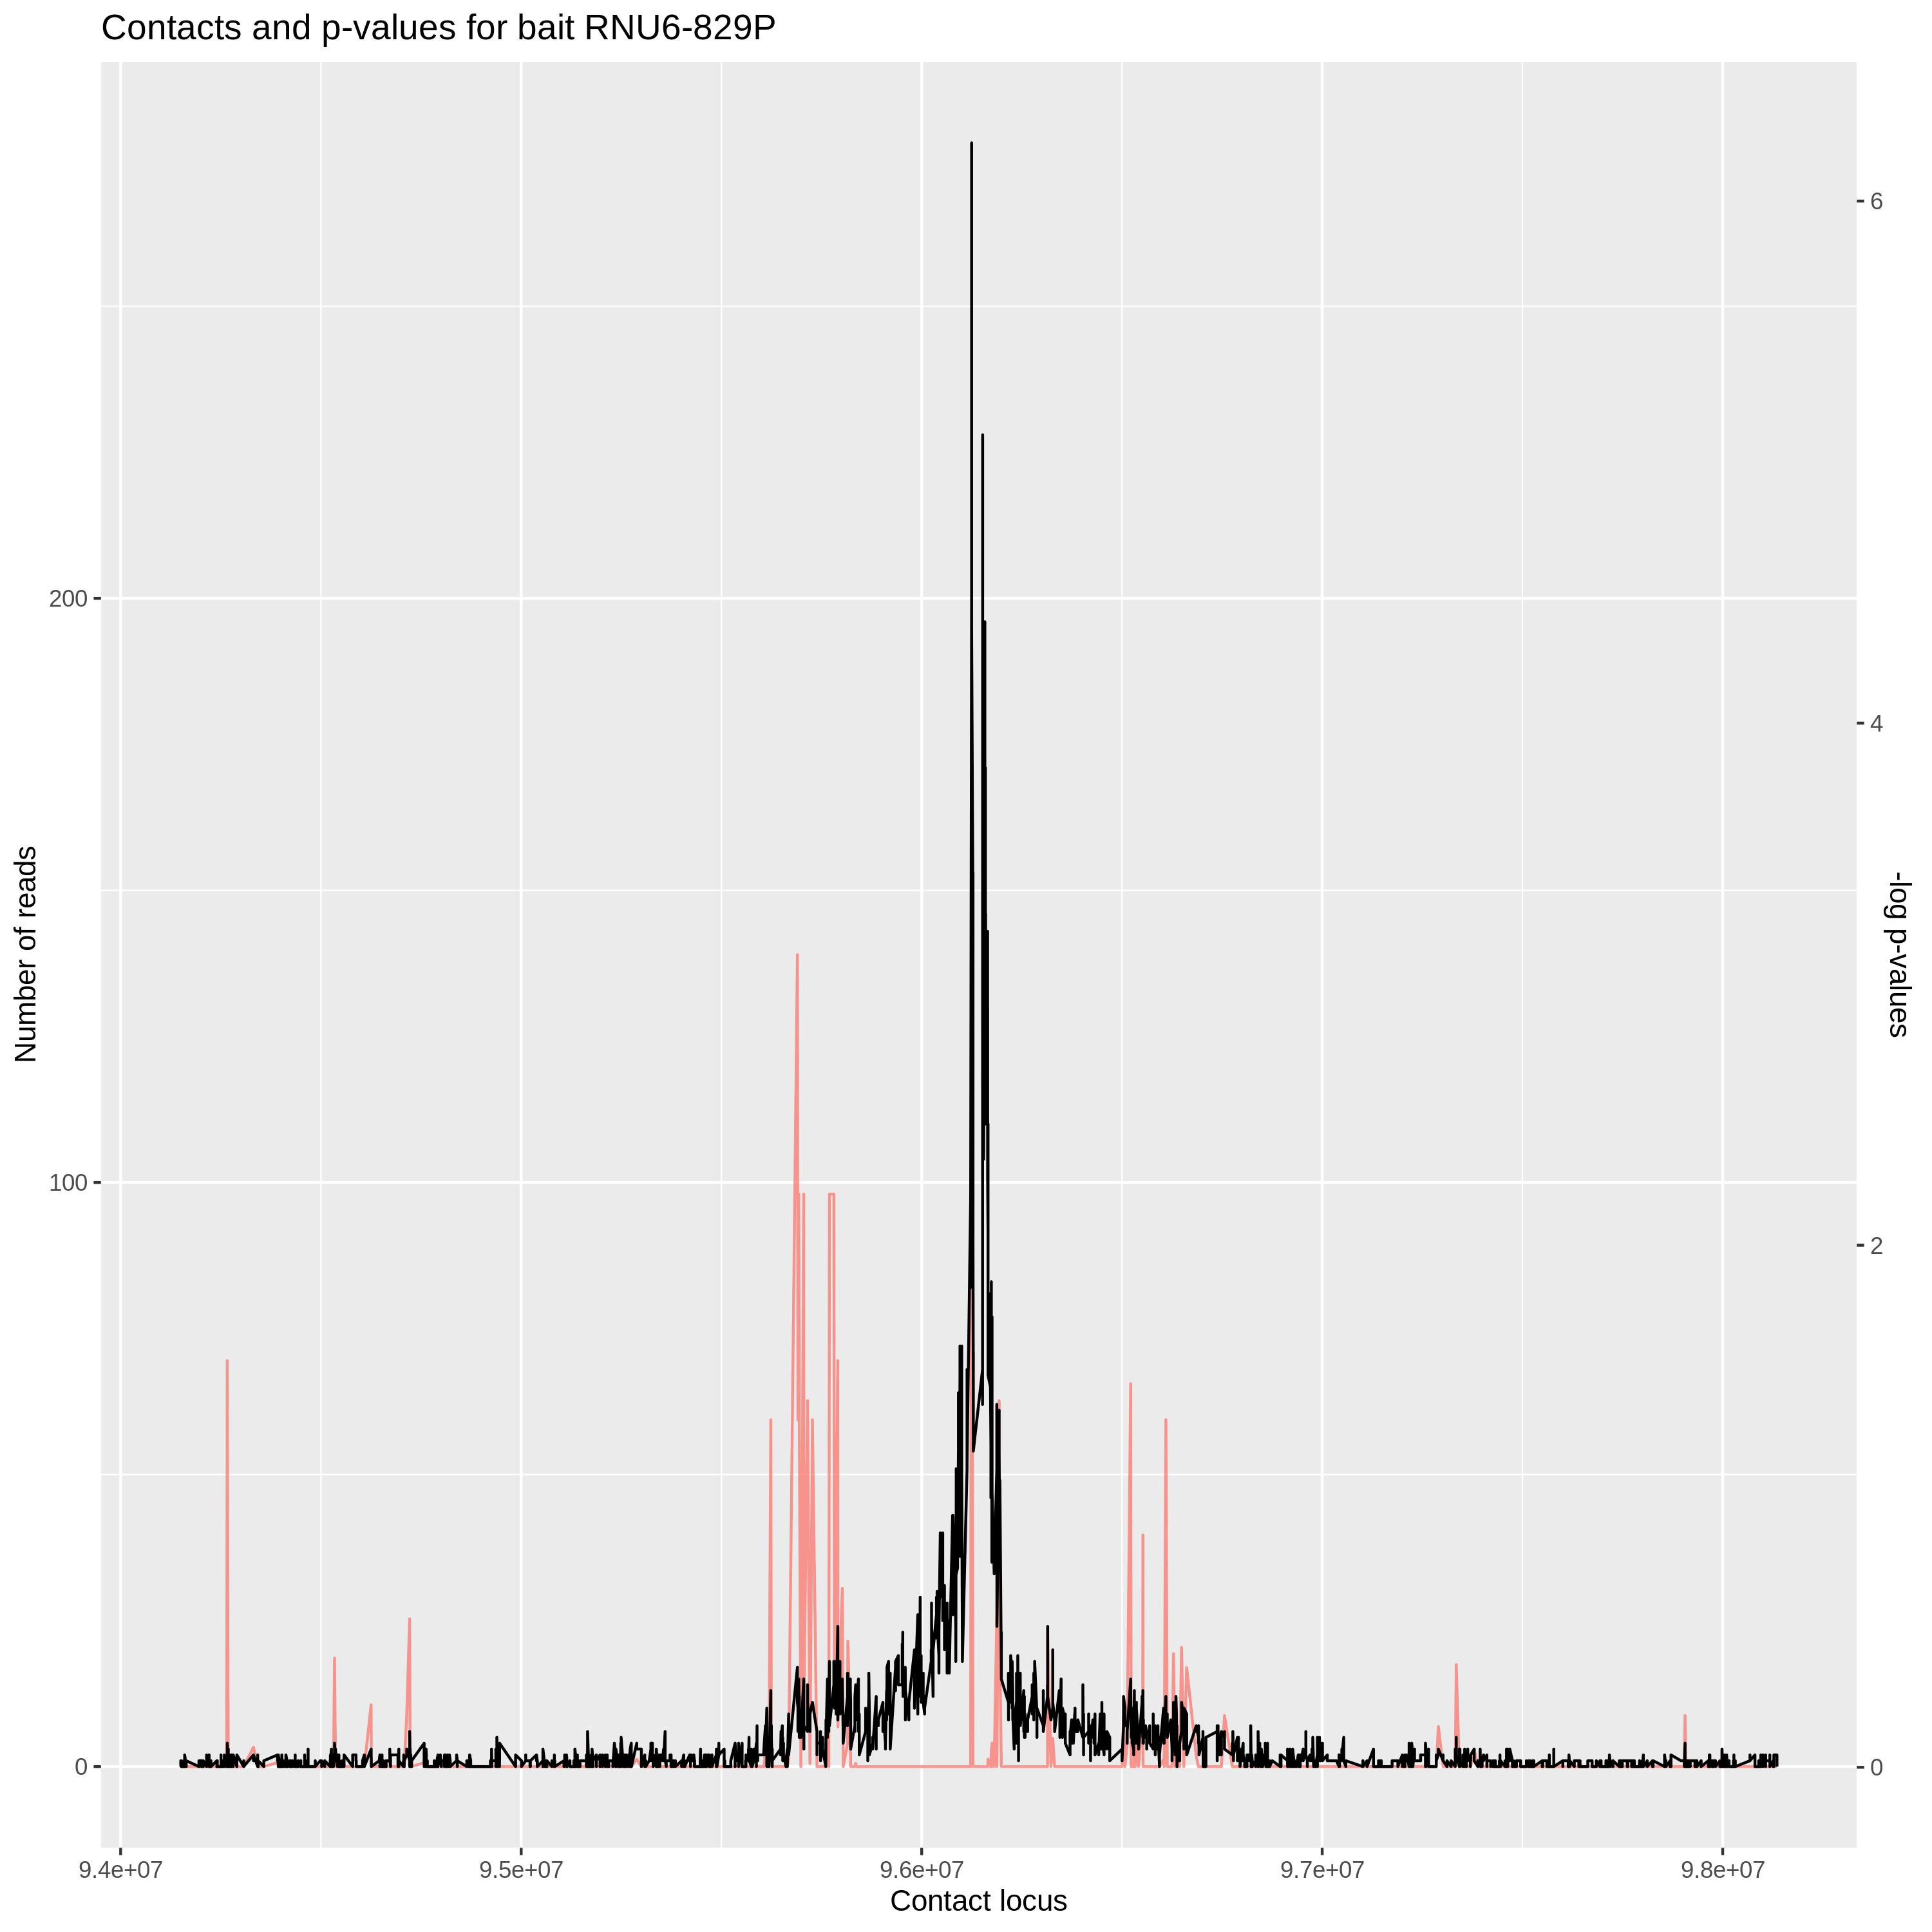 Contacts and p-values for bait RNU6-829P
Number of reads
200
100
0
6
4
2
0
-log p-values
9.4e+07
9.5e+07
9.6e+07
9.7e+07
9.8e+07
Contact locus